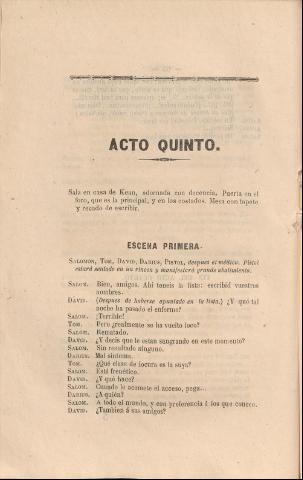 ACTO QUINTO.
Sala en casa de Kean, adornada con decencia. Puerta en el
foro, que es la principal, y en los costados. Mesa con tapete
y recado de escribir.
ESCENA PRIMERA.
SALOMON, TOM, DAVID, DARIUS, PISTOL, despues el médico. Pistol
estará sentado en un rincon y manifestará grande abatimiento.
SALOM. Bien, amigos. Ahí teneis la lista: escribid vuestros
nombres.
DAVID. (Despues de haberse apuntado en la lista.) ¿Y qué tal
noche ha pasado el enfermo?
SALOM. ¡Terrible!
TOM. Pero ¿realmente se ha vuelto loco?
SALOM. Rematado.
DAVID. ¿Y decís que le estan sangrando en este momento?
SALOM. Sin resultado ninguno.
DARIUS. Mal síntoma.
TOM. ¿Qué clase de locura es la suya?
SALOM. Está frenético.
DAVID. ¿Y qué hace?
SALOM. Cuando le acomete el acceso, pega...
DARIUS. ¿A quién?
SALOM. A todo el mundo, y con preferencia á los que conoce.
DAVID. ¿Tambien á sus amigos?